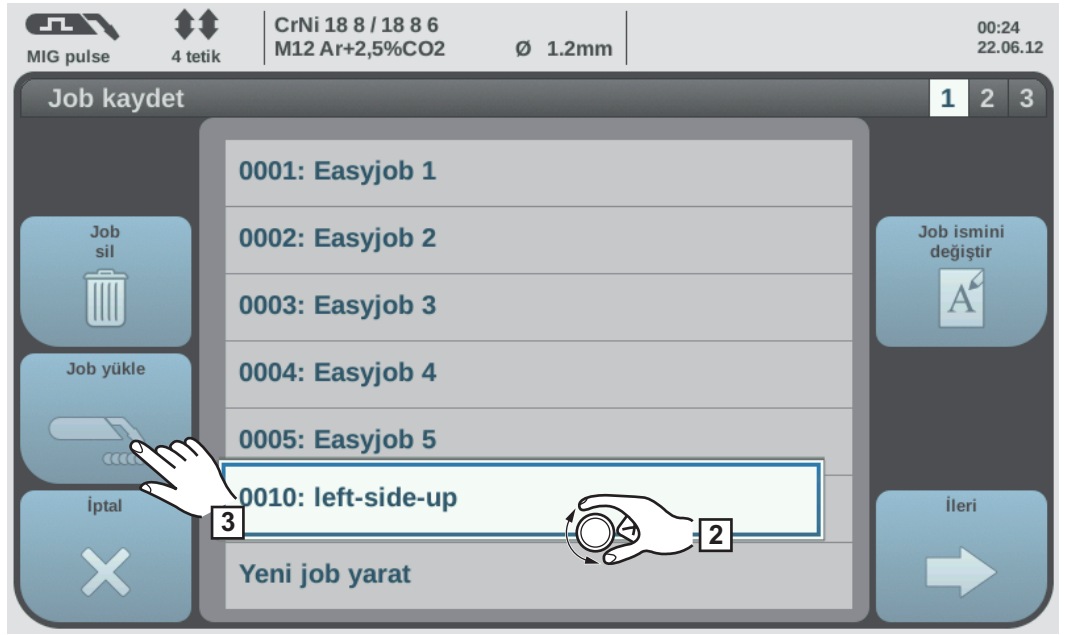 MIG pulse
4 tetik
CrNi 18 8 / 18 8 6
M12 Ar+2,5%CO2 Ø 1.2mm
00:24
22.06.12
Job kaydet
1 2 3
0001: Easyjob 1
0002: Easyjob 2
0003: Easyjob 3
0004: Easyjob 4
0005: Easyjob 5
0010: left-side-up
Yeni job yarat
Job
sil
Job yükle
İptal
Job ismini
değiştir
A
İleri
3
2